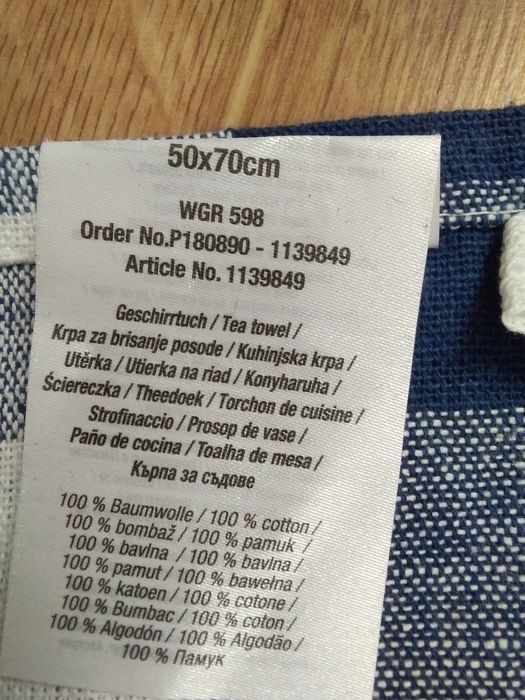 50x70cm
WGR 598
Order No.P180890 - 1139849
Article No. 1139849
Geschirrtuch / Tea towel /
Krpa za brisanje posode / Kuhinjska krpa /
Utěrka / Utierka na riad / Konyharuha /
Ściereczka / Theedoek / Torchon de cuisine /
Strofinaccio / Prosop de vase /
Paño de cocina / Toalha de mesa /
Кърпа за съдове
100 % Baumwolle / 100 % cotton /
100 % bombaž / 100 % pamuk /
100 % bavlna / 100 % bavlna /
100 % pamut / 100 % bawełna /
100 % katoen / 100 % cotone /
100 % Bumbac / 100 % coton /
100 % Algodón / 100 % Algodão /
100 % Памук